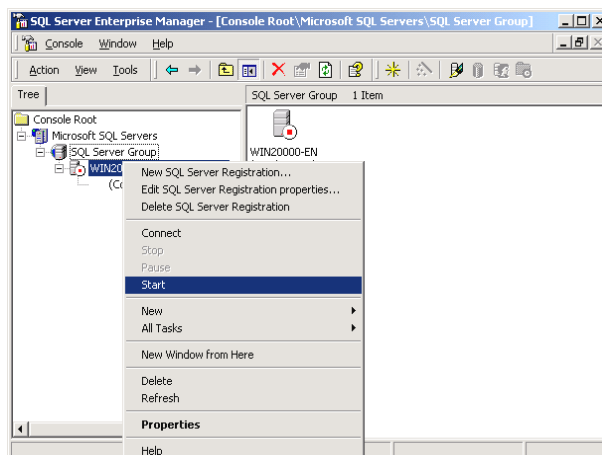 SQL Server Enterprise Manager - [Console Root\Microsoft SQL Servers\SQL Server Group]
Console Window Help
Action View Tools
Tree
SQL Server Group 1 Item
Console Root
Microsoft SQL Servers
SQL Server Group
WIN20
(Co
WIN20000-EN
New SQL Server Registration...
Edit SQL Server Registration properties...
Delete SQL Server Registration
Connect
Stop
Pause
Start
New
All Tasks
New Window from Here
Delete
Refresh
Properties
Help